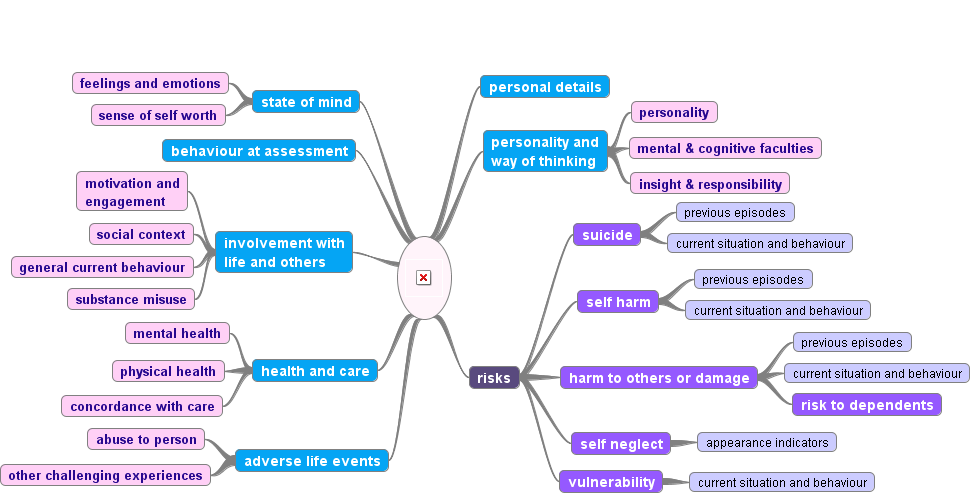 feelings and emotions
sense of self worth
state of mind
behaviour at assessment
motivation and
engagement
social context
general current behaviour
substance misuse
involvement with
life and others
mental health
physical health
concordance with care
health and care
abuse to person
other challenging experiences
adverse life events
personal details
personality and
way of thinking
personality
mental & cognitive faculties
insight & responsibility
risks
suicide
previous episodes
current situation and behaviour
self harm
previous episodes
current situation and behaviour
harm to others or damage
previous episodes
current situation and behaviour
risk to dependents
self neglect
appearance indicators
vulnerability
current situation and behaviour